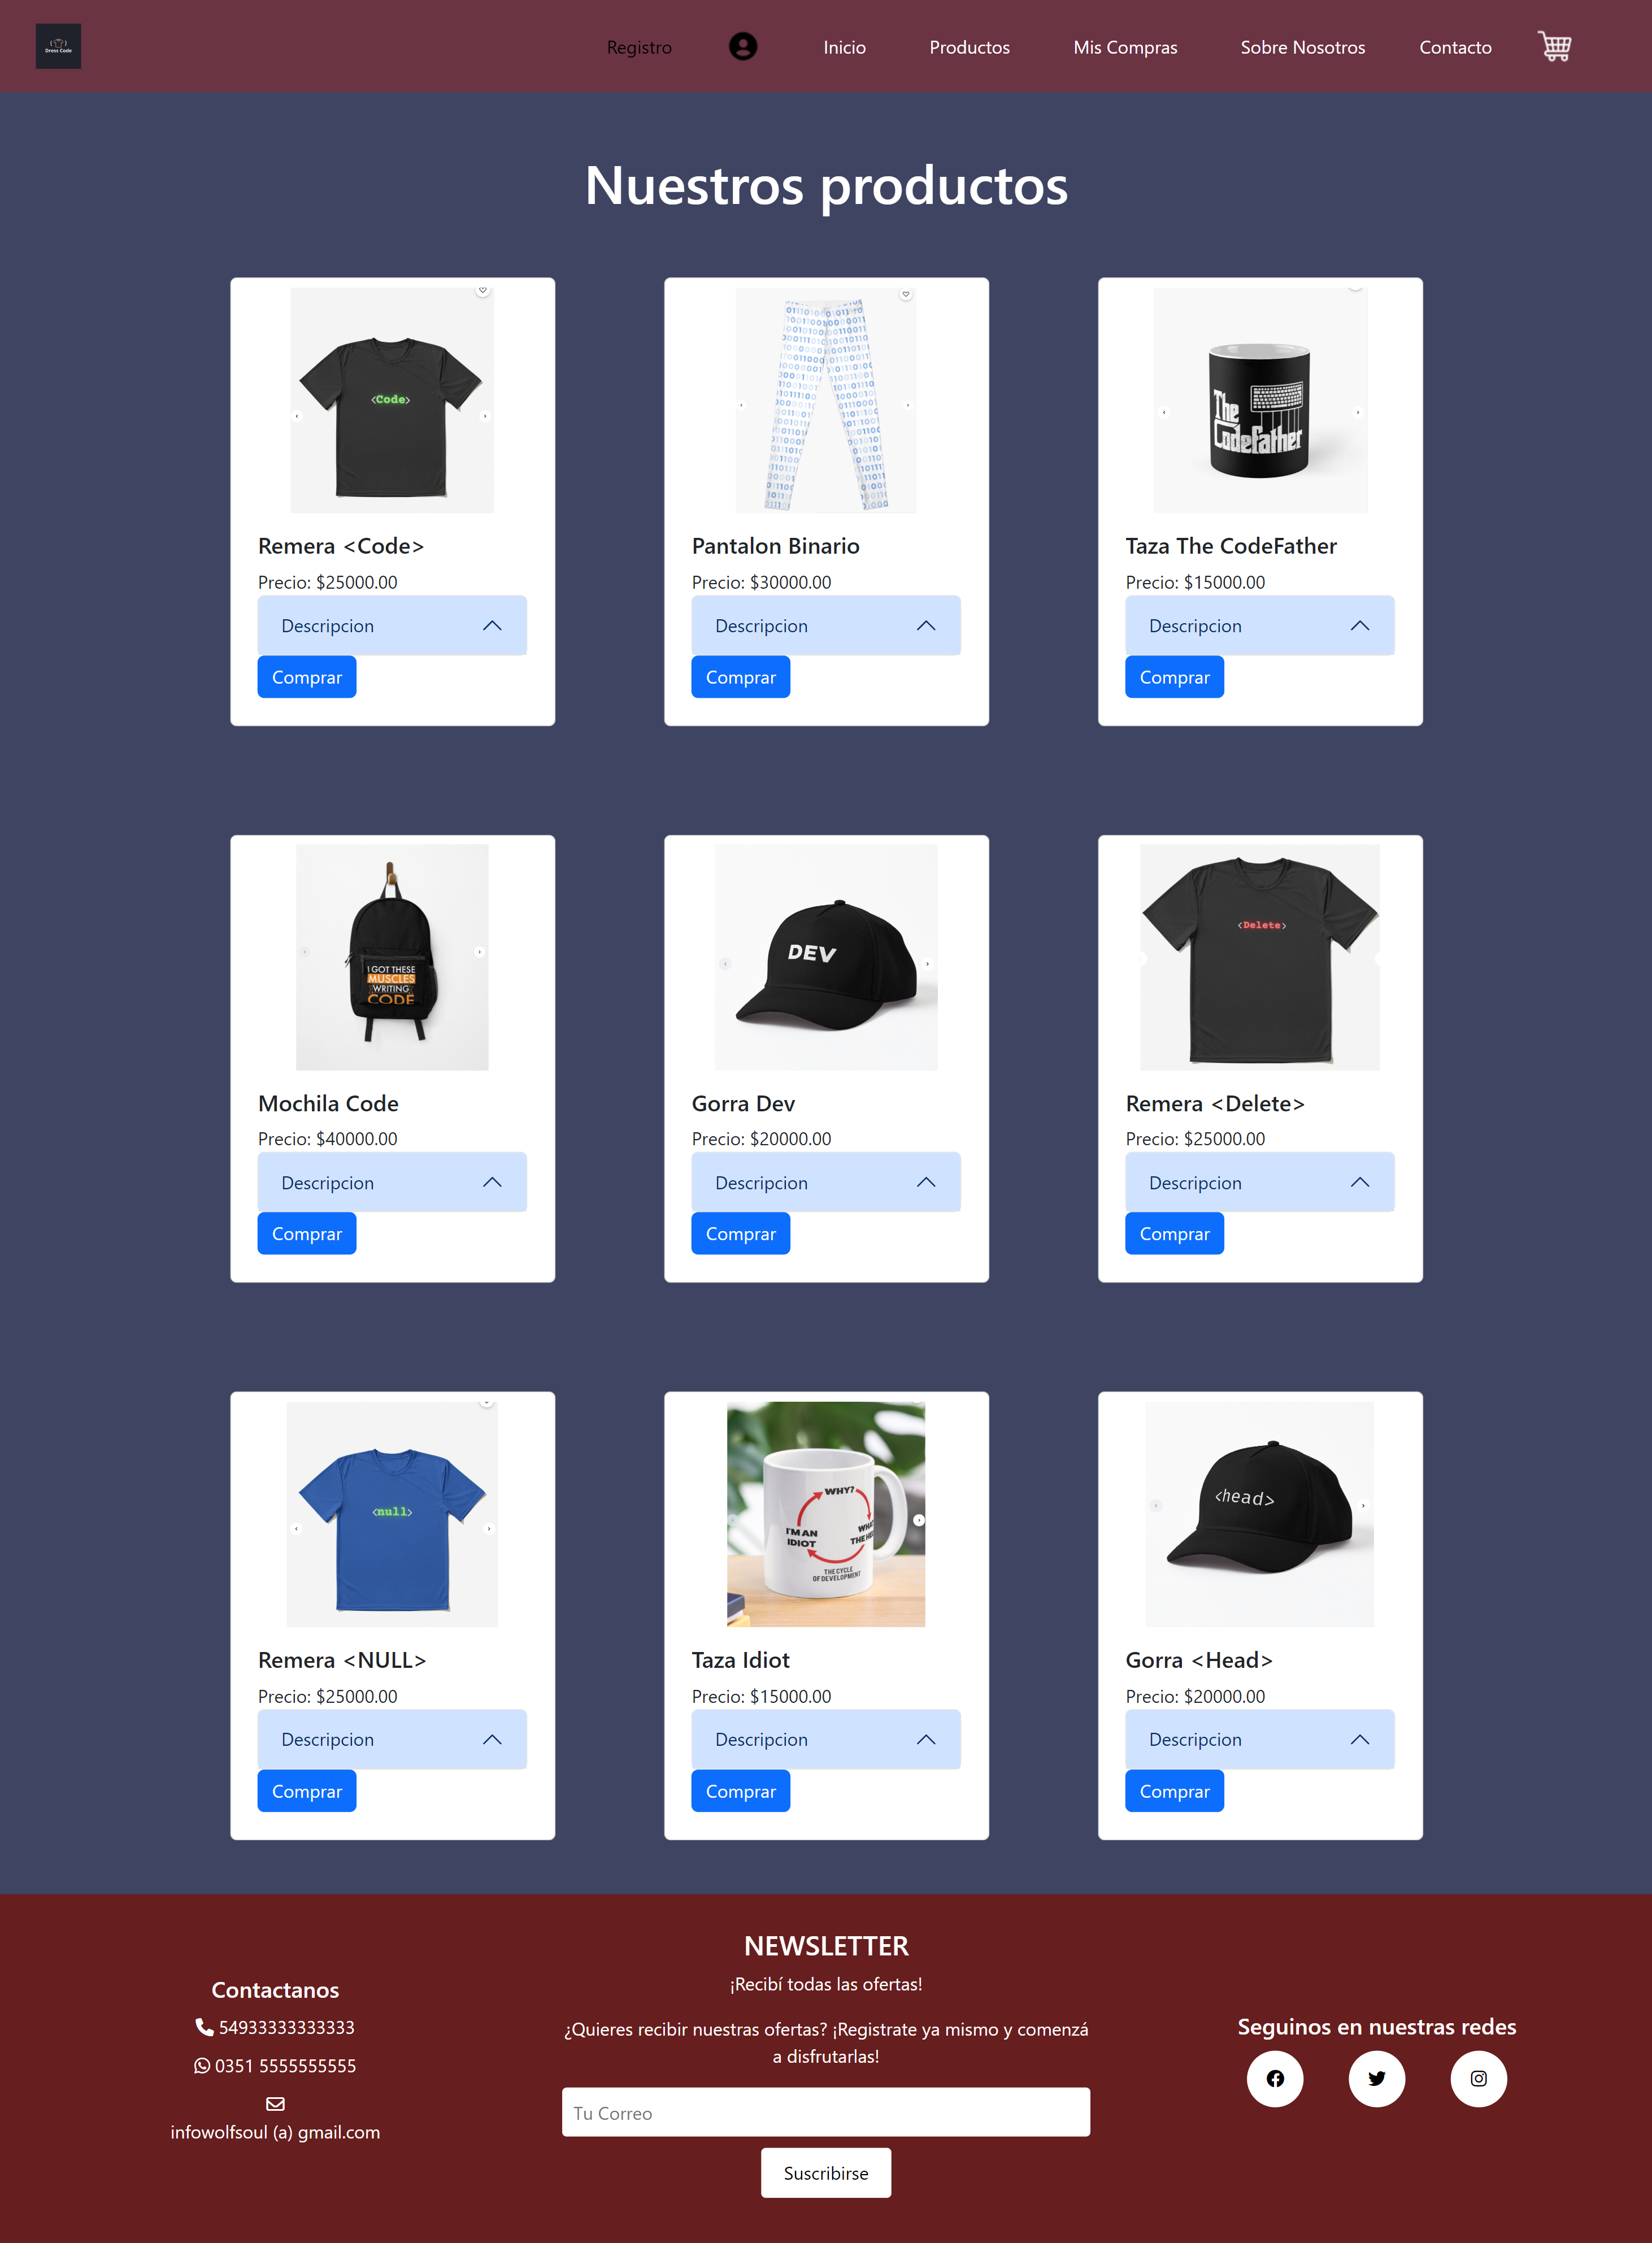 Dress Code
Registro
Inicio
Productos
Mis Compras
Sobre Nosotros
Contacto
Nuestros productos
<Code>
Remera <Code>
Precio: $25000.00
Descripcion
Comprar
Pantalon Binario
Precio: $30000.00
Descripcion
Comprar
The
Codefather
Taza The CodeFather
Precio: $15000.00
Descripcion
Comprar
I GOT THESE
MUSCLES
WRITING
CODE
Mochila Code
Precio: $40000.00
Descripcion
Comprar
DEV
Gorra Dev
Precio: $20000.00
Descripcion
Comprar
<Delete>
Remera <Delete>
Precio: $25000.00
Descripcion
Comprar
<null>
Remera <NULL>
Precio: $25000.00
Descripcion
Comprar
WHY?
I'M AN
IDIOT
THE
THE CYCLE
OF DEVELOPMENT
Taza Idiot
Precio: $15000.00
Descripcion
Comprar
<head>
Gorra <Head>
Precio: $20000.00
Descripcion
Comprar
Contactanos
54933333333333
0351 5555555555
infowolfsoul (a) gmail.com
NEWSLETTER
¡Recibí todas las ofertas!
¿Quieres recibir nuestras ofertas? ¡Registrate ya mismo y comenzá
a disfrutarlas!
Tu Correo
Suscribirse
Seguinos en nuestras redes